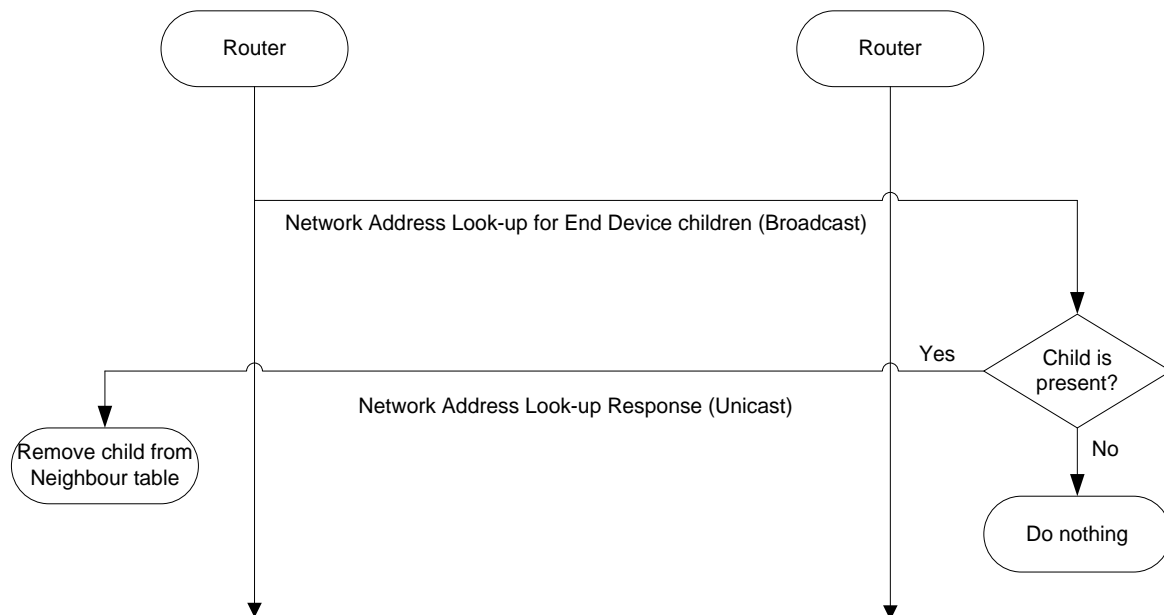 Router
Router
Network Address Look-up for End Device children (Broadcast)
Yes
Child is
present?
Network Address Look-up Response (Unicast)
Remove child from
Neighbour table
No
Do nothing